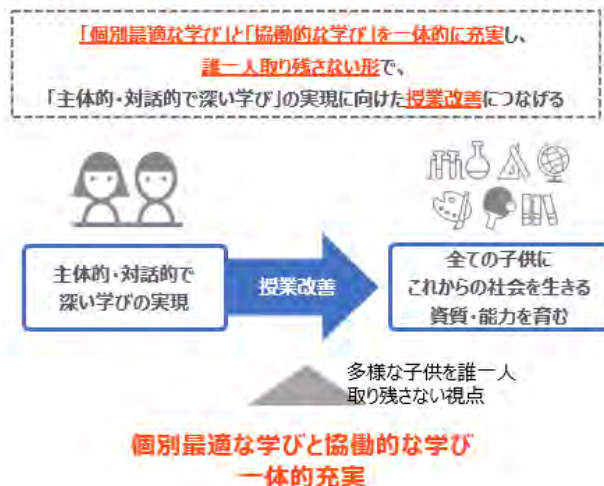 「個別最適な学び」と「協働的な学び」を一体的に充実し、
誰一人取り残さない形で、
「主体的・対話的で深い学び」の実現に向けた授業改善につなげる
主体的・対話的で
深い学びの実現
授業改善
全ての子供に
これからの社会を生きる
資質・能力を育む
多様な子供を誰一人
取り残さない視点
個別最適な学びと協働的な学び
一体的充実